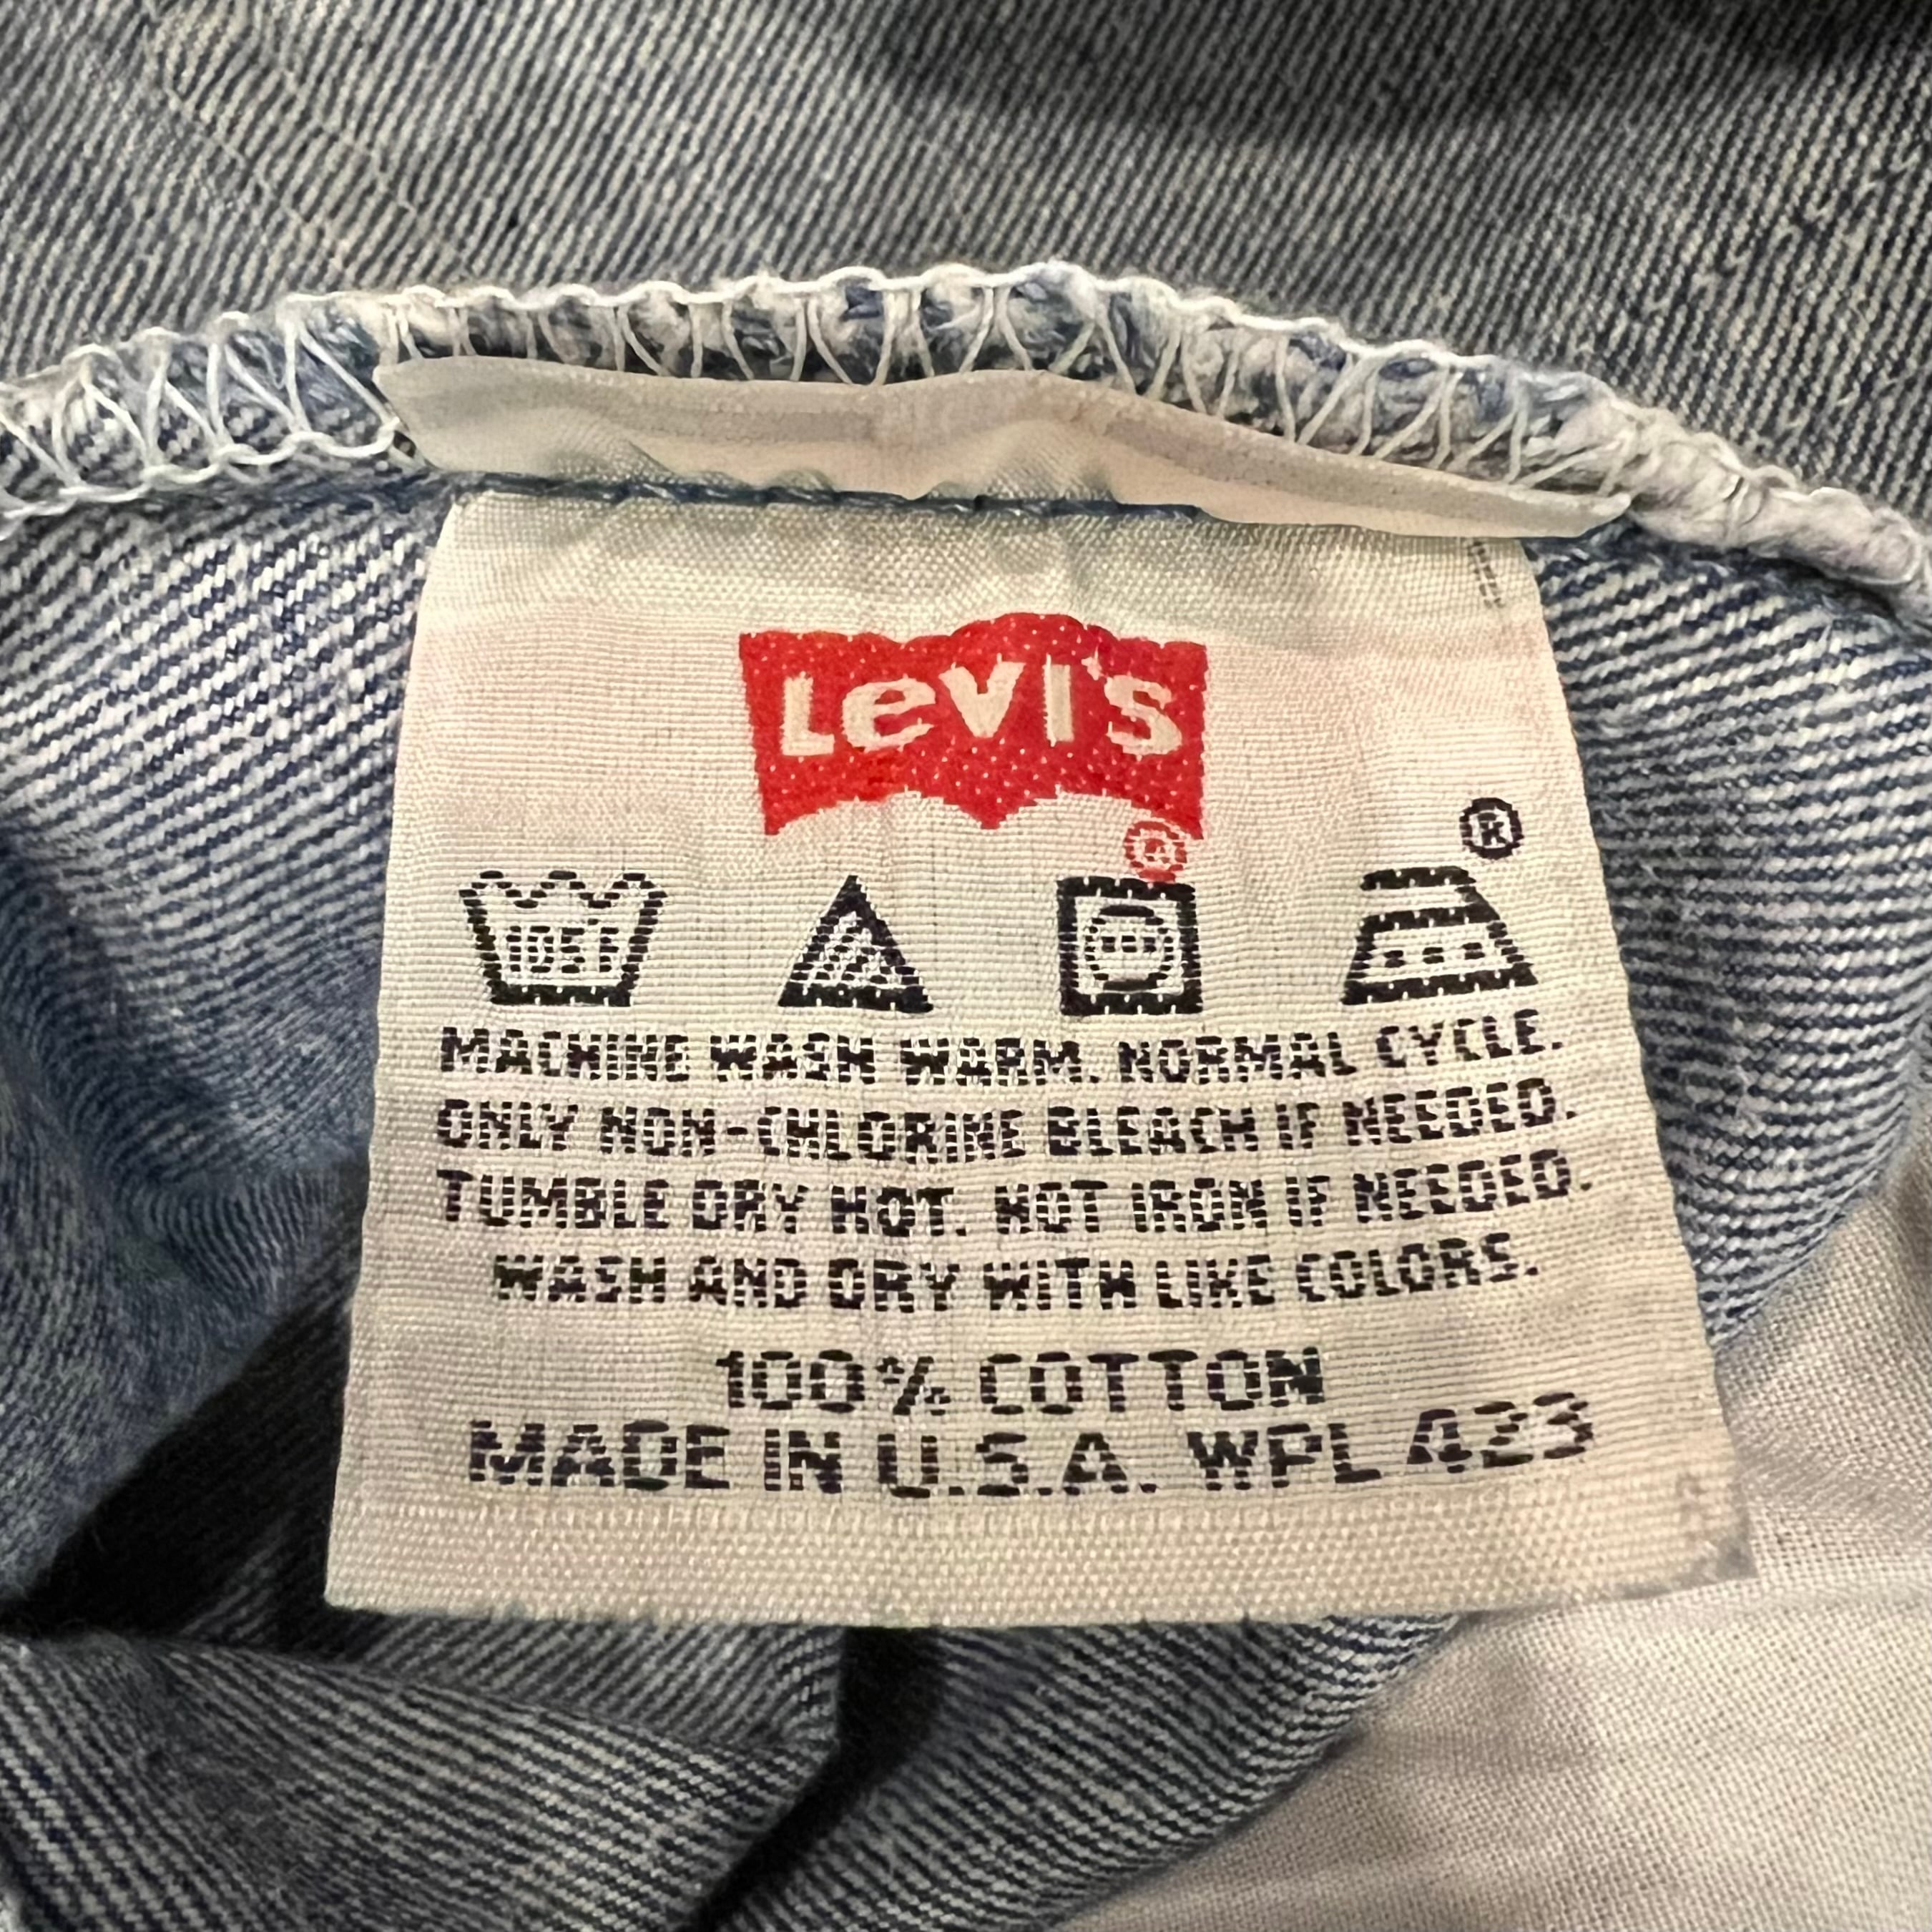 Levi's
®
®
105F
MACHINE WASH WARM. NORMAL CYCLE.
ONLY NON-CHLORINE BLEACH IF NEEDED.
TUMBLE DRY HOT. HOT IRON IF NEEDED.
WASH AND DRY WITH LIKE COLORS.
100% COTTON
MADE IN U.S.A. WPL 423